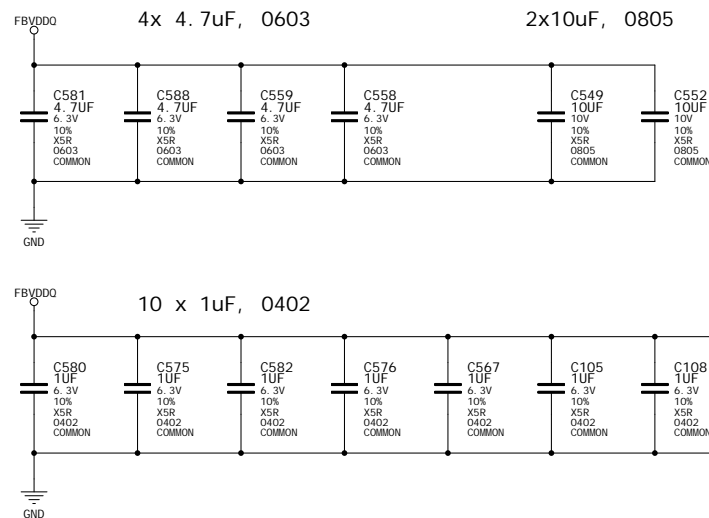 4x 4.7uF, 0603
2x10uF, 0805
FBVDDQ
C581
4.7UF
6.3V
10%
X5R
0603
COMMON
C588
4.7UF
6.3V
10%
X5R
0603
COMMON
C559
4.7UF
6.3V
10%
X5R
0603
COMMON
C558
4.7UF
6.3V
10%
X5R
0603
COMMON
C549
10UF
10V
10%
X5R
0805
COMMON
C552
10UF
10V
10%
X5R
0805
COMMON
GND
FBVDDQ
10 x 1uF, 0402
C580
1UF
6.3V
10%
X5R
0402
COMMON
C575
1UF
6.3V
10%
X5R
0402
COMMON
C582
1UF
6.3V
10%
X5R
0402
COMMON
C576
1UF
6.3V
10%
X5R
0402
COMMON
C567
1UF
6.3V
10%
X5R
0402
COMMON
C105
1UF
6.3V
10%
X5R
0402
COMMON
C108
1UF
6.3V
10%
X5R
0402
COMMON
GND